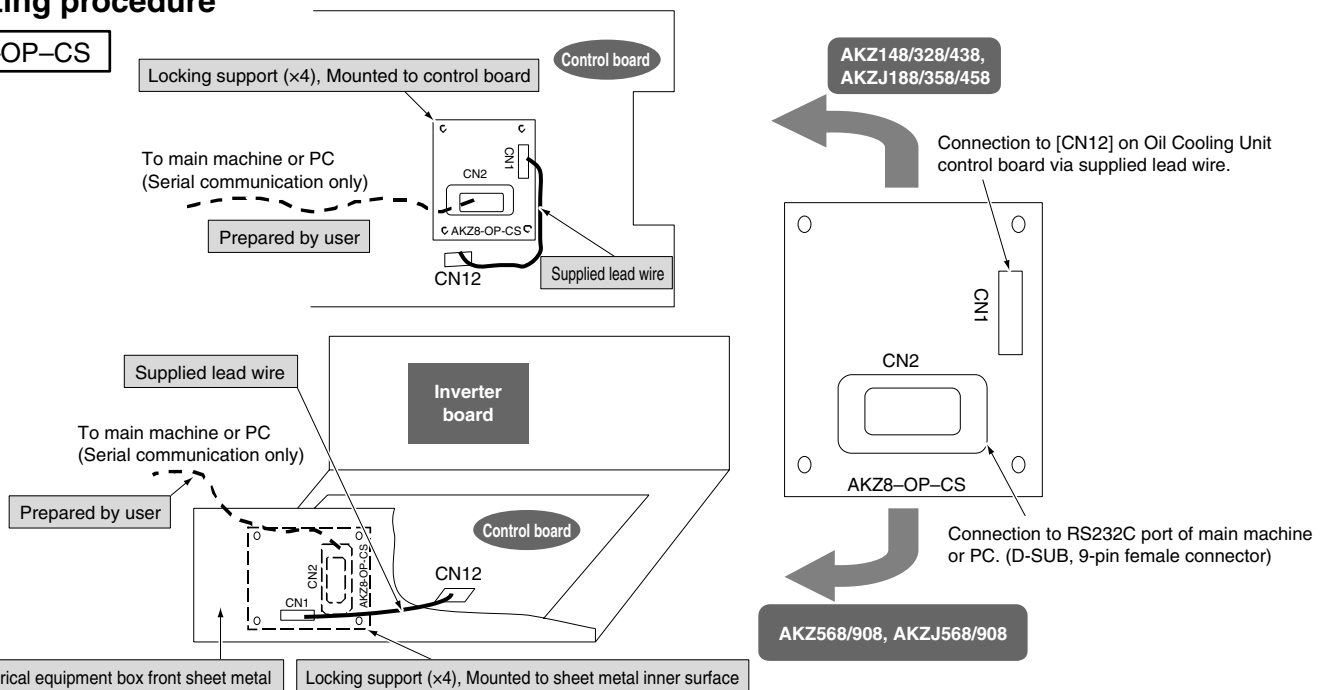 ing procedure
OP–CS
Locking support (×4), Mounted to control board
Control board
To main machine or PC
(Serial communication only)
CN1
CN2
AKZ8-OP-CS
Prepared by user
CN12
Supplied lead wire
AKZ148/328/438,
AKZJ188/358/458
Connection to [CN12] on Oil Cooling Unit
control board via supplied lead wire.
CN1
CN2
AKZ8–OP–CS
Connection to RS232C port of main machine
or PC. (D-SUB, 9-pin female connector)
AKZ568/908, AKZJ568/908
Supplied lead wire
Inverter
board
To main machine or PC
(Serial communication only)
Prepared by user
Control board
CN2
AKZ8-OP-CS
CN12
CN1
rical equipment box front sheet metal
Locking support (×4), Mounted to sheet metal inner surface